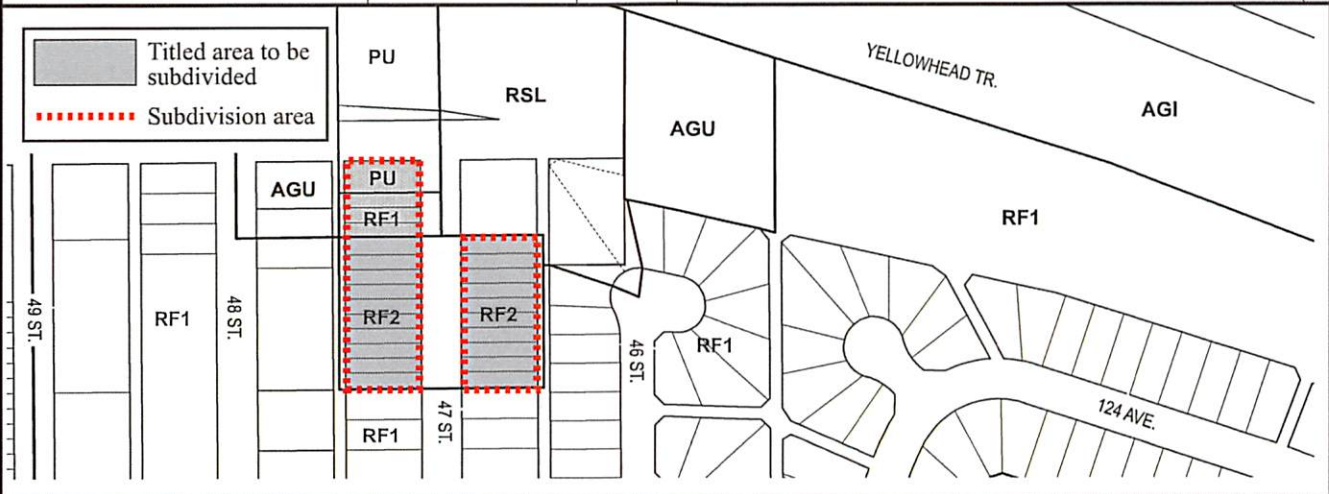 Titled area to be
subdivided
Subdivision area
PU
RSL
AGU
YELLOWHEAD TR.
AGI
AGU
PU
RF1
RF1
49 ST.
RF1
48 ST.
RF2
RF2
46 ST.
RF1
47 ST.
RF1
124 AVE.